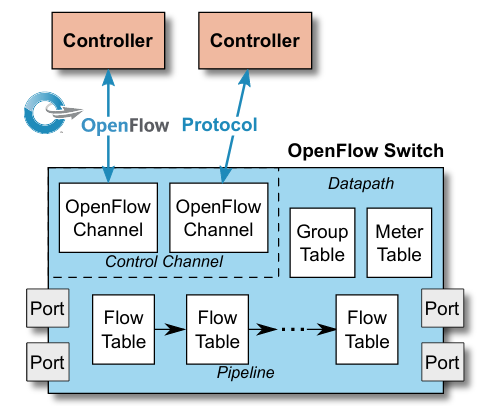 Controller
Controller
OpenFlow
Protocol
OpenFlow Switch
Datapath
OpenFlow
Channel
OpenFlow
Channel
Control Channel
Group
Table
Meter
Table
Port
Port
Flow
Table
Flow
Table
...
Flow
Table
Pipeline
Port
Port